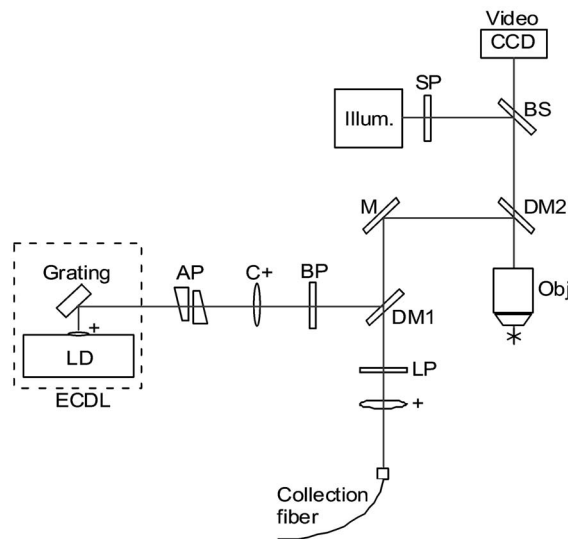 Video
CCD
SP
Illum.
BS
M
DM2
Grating
AP
C+
BP
Obj
+
DM1
LD
LP
ECDL
+
Collection
fiber